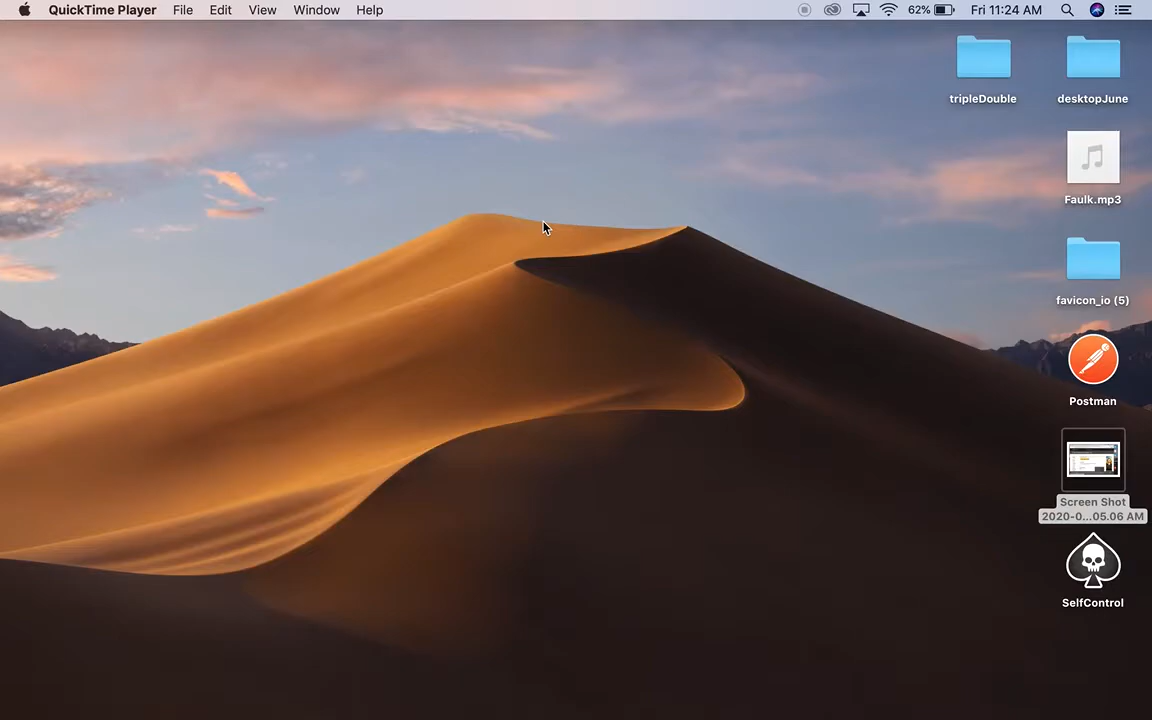 QuickTime Player File Edit View Window Help 62% Fri 11:24 AM
tripleDouble
desktopJune
Faulk.mp3
favicon_io (5)
Postman
Screen Shot
2020-0...05.06 AM
SelfControl